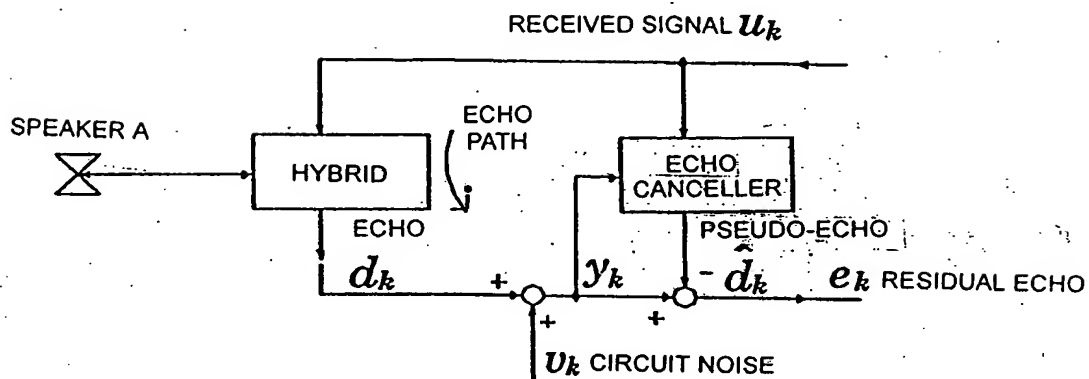 RECEIVED SIGNAL u_k
SPEAKER A
HYBRID
ECHO
PATH
ECHO
CANCELLER
ECHO
PSEUDO-ECHO
d_k
+
y_k
-
d̂_k
e_k RESIDUAL ECHO
+
+
v_k CIRCUIT NOISE